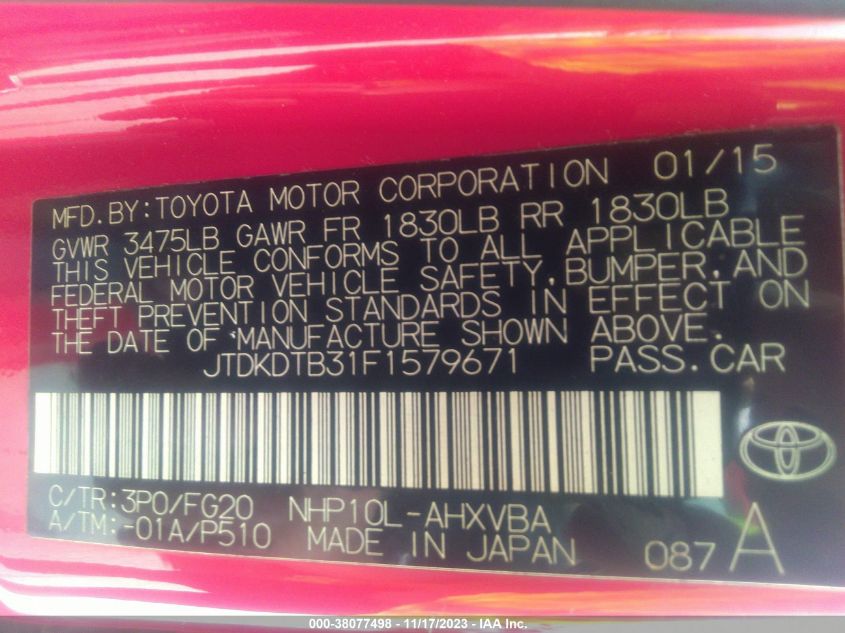 MFD.BY:TOYOTA MOTOR CORPORATION 01/15
GVWR 3475LB GAWR FR 1830LB RR 1830LB
THIS VEHICLE CONFORMS TO ALL APPLICABLE
FEDERAL MOTOR VEHICLE SAFETY,BUMPER,AND
THEFT PREVENTION STANDARDS IN EFFECT ON
THE DATE OF MANUFACTURE SHOWN ABOVE.
JTDKDTB31F1579671 PASS.CAR
C/TR:3P0/FG20 NHP10L-AHXVBA
A/TM:-01A/P510 MADE IN JAPAN 087 A
000-38077498 - 11/17/2023 - IAA Inc.